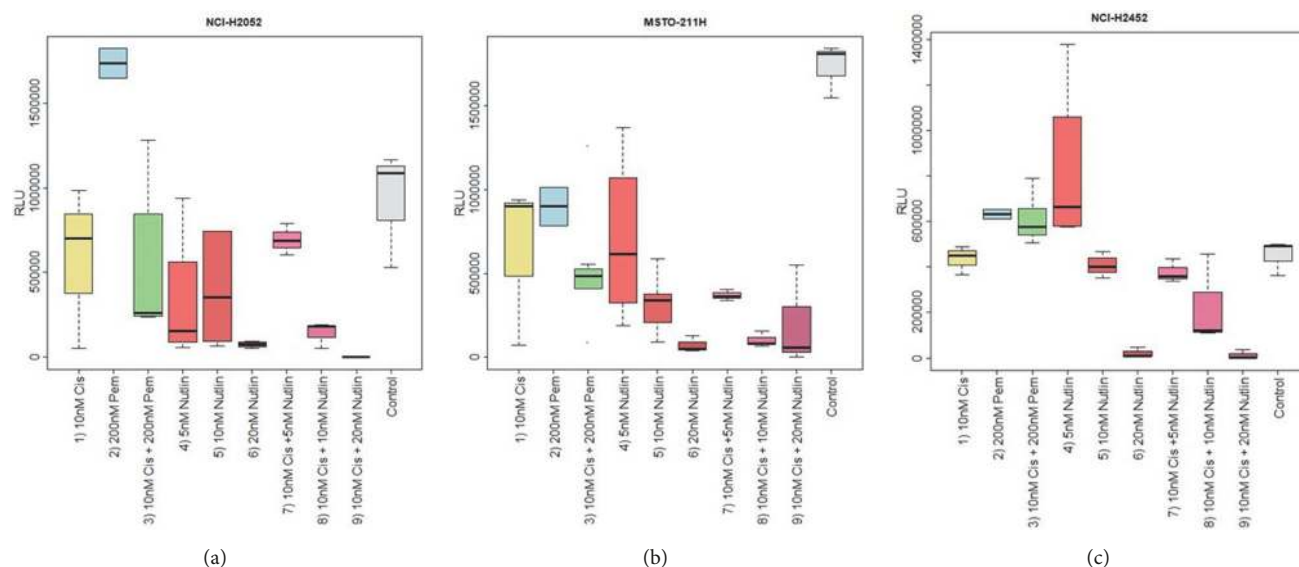 NCI-H2052
RLU
1500000
1000000
500000
0
1) 10nM Cis
2) 200nM Pem
3) 10nM Cis + 200nM Pem
4) 5nM Nutlin
5) 10nM Nutlin
6) 20nM Nutlin
7) 10nM Cis +5nM Nutlin
8) 10nM Cis + 10nM Nutlin
9) 10nM Cis + 20nM Nutlin
Control
(a)
MSTO-211H
RLU
1500000
1000000
500000
0
1) 10nM Cis
2) 200nM Pem
3) 10nM Cis + 200nM Pem
4) 5nM Nutlin
5) 10nM Nutlin
6) 20nM Nutlin
7) 10nM Cis +5nM Nutlin
8) 10nM Cis + 10nM Nutlin
9) 10nM Cis + 20nM Nutlin
Control
(b)
NCI-H2452
RLU
1400000
1000000
600000
400000
200000
0
1) 10nM Cis
2) 200nM Pem
3) 10nM Cis + 200nM Pem
4) 5nM Nutlin
5) 10nM Nutlin
6) 20nM Nutlin
7) 10nM Cis +5nM Nutlin
8) 10nM Cis + 10nM Nutlin
9) 10nM Cis + 20nM Nutlin
Control
(c)